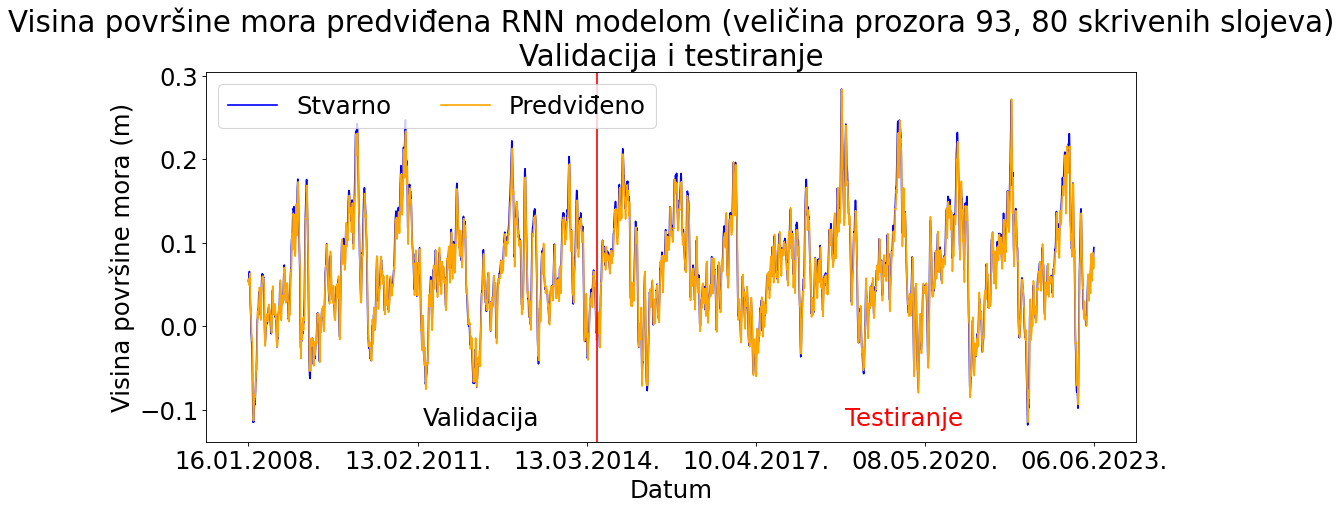 Visina površine mora predviđena RNN modelom (veličina prozora 93, 80 skrivenih slojeva)
Validacija i testiranje
Stvarno
Predviđeno
Visina površine mora (m)
0.3
0.2
0.1
0.0
−0.1
Validacija
Testiranje
16.01.2008.
13.02.2011.
13.03.2014.
10.04.2017.
08.05.2020.
06.06.2023.
Datum